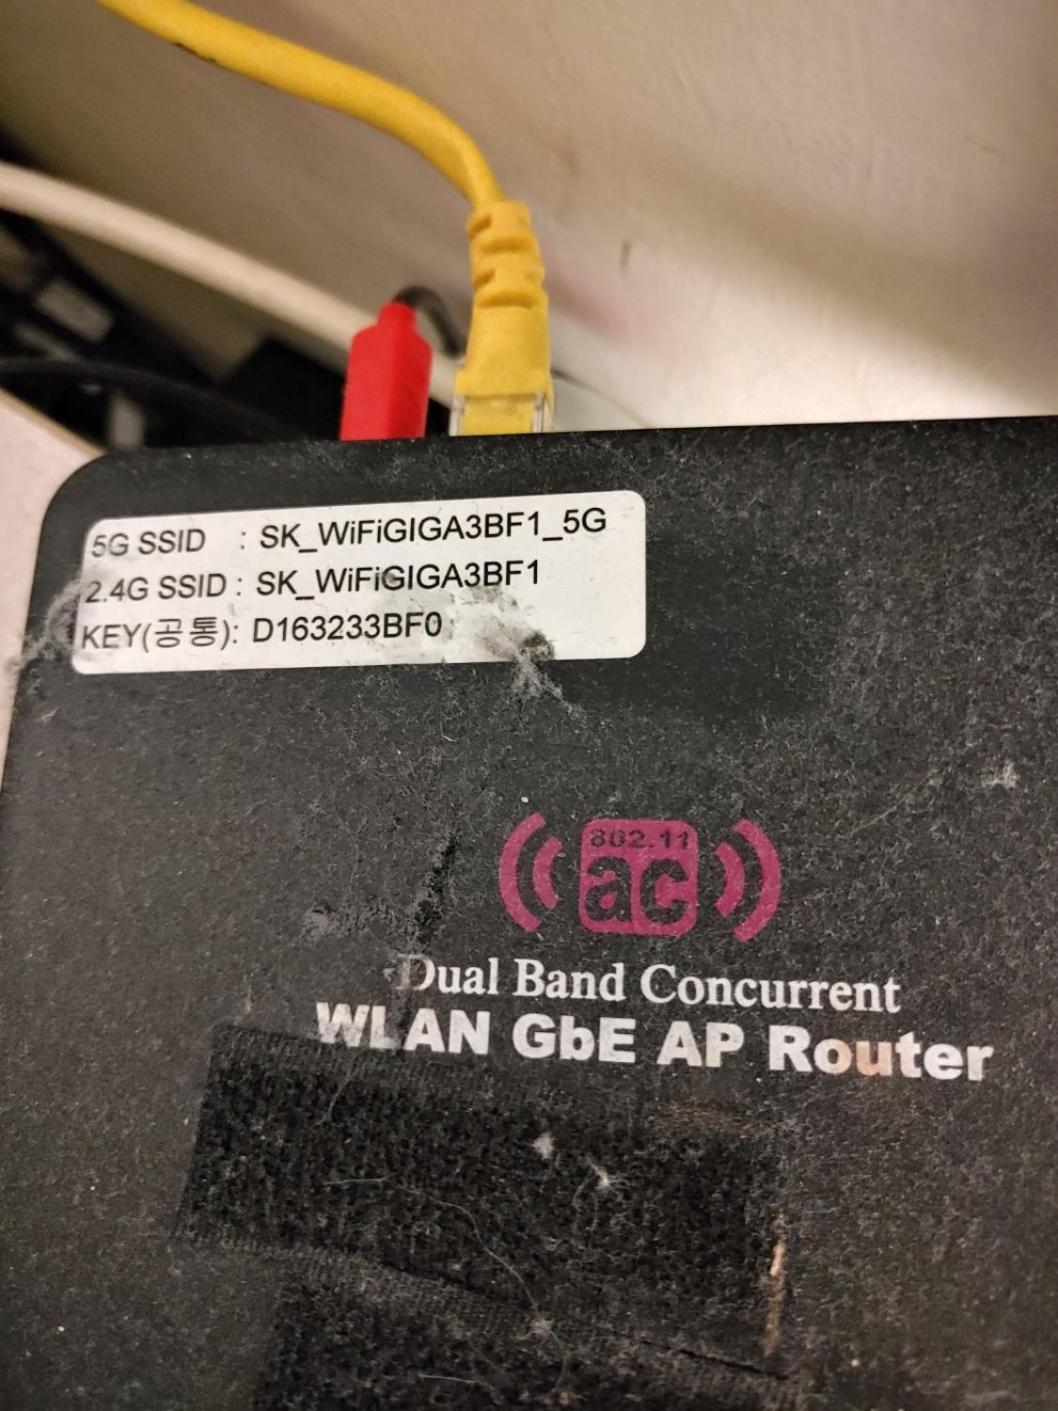 5G SSID : SK_WiFiGIGA3BF1_5G
2.4G SSID : SK_WiFiGIGA3BF1
KEY(공통): D163233BF0
802.11
ac
Dual Band Concurrent
WLAN GbE AP Router